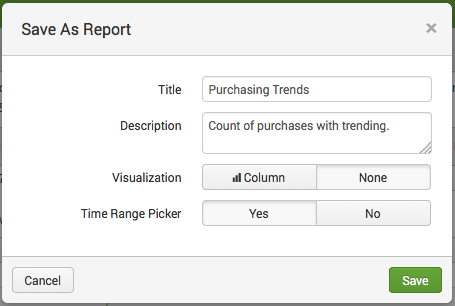 Save As Report ×
Title Purchasing Trends
Description Count of purchases with trending.
Visualization Column None
Time Range Picker Yes No
Cancel Save